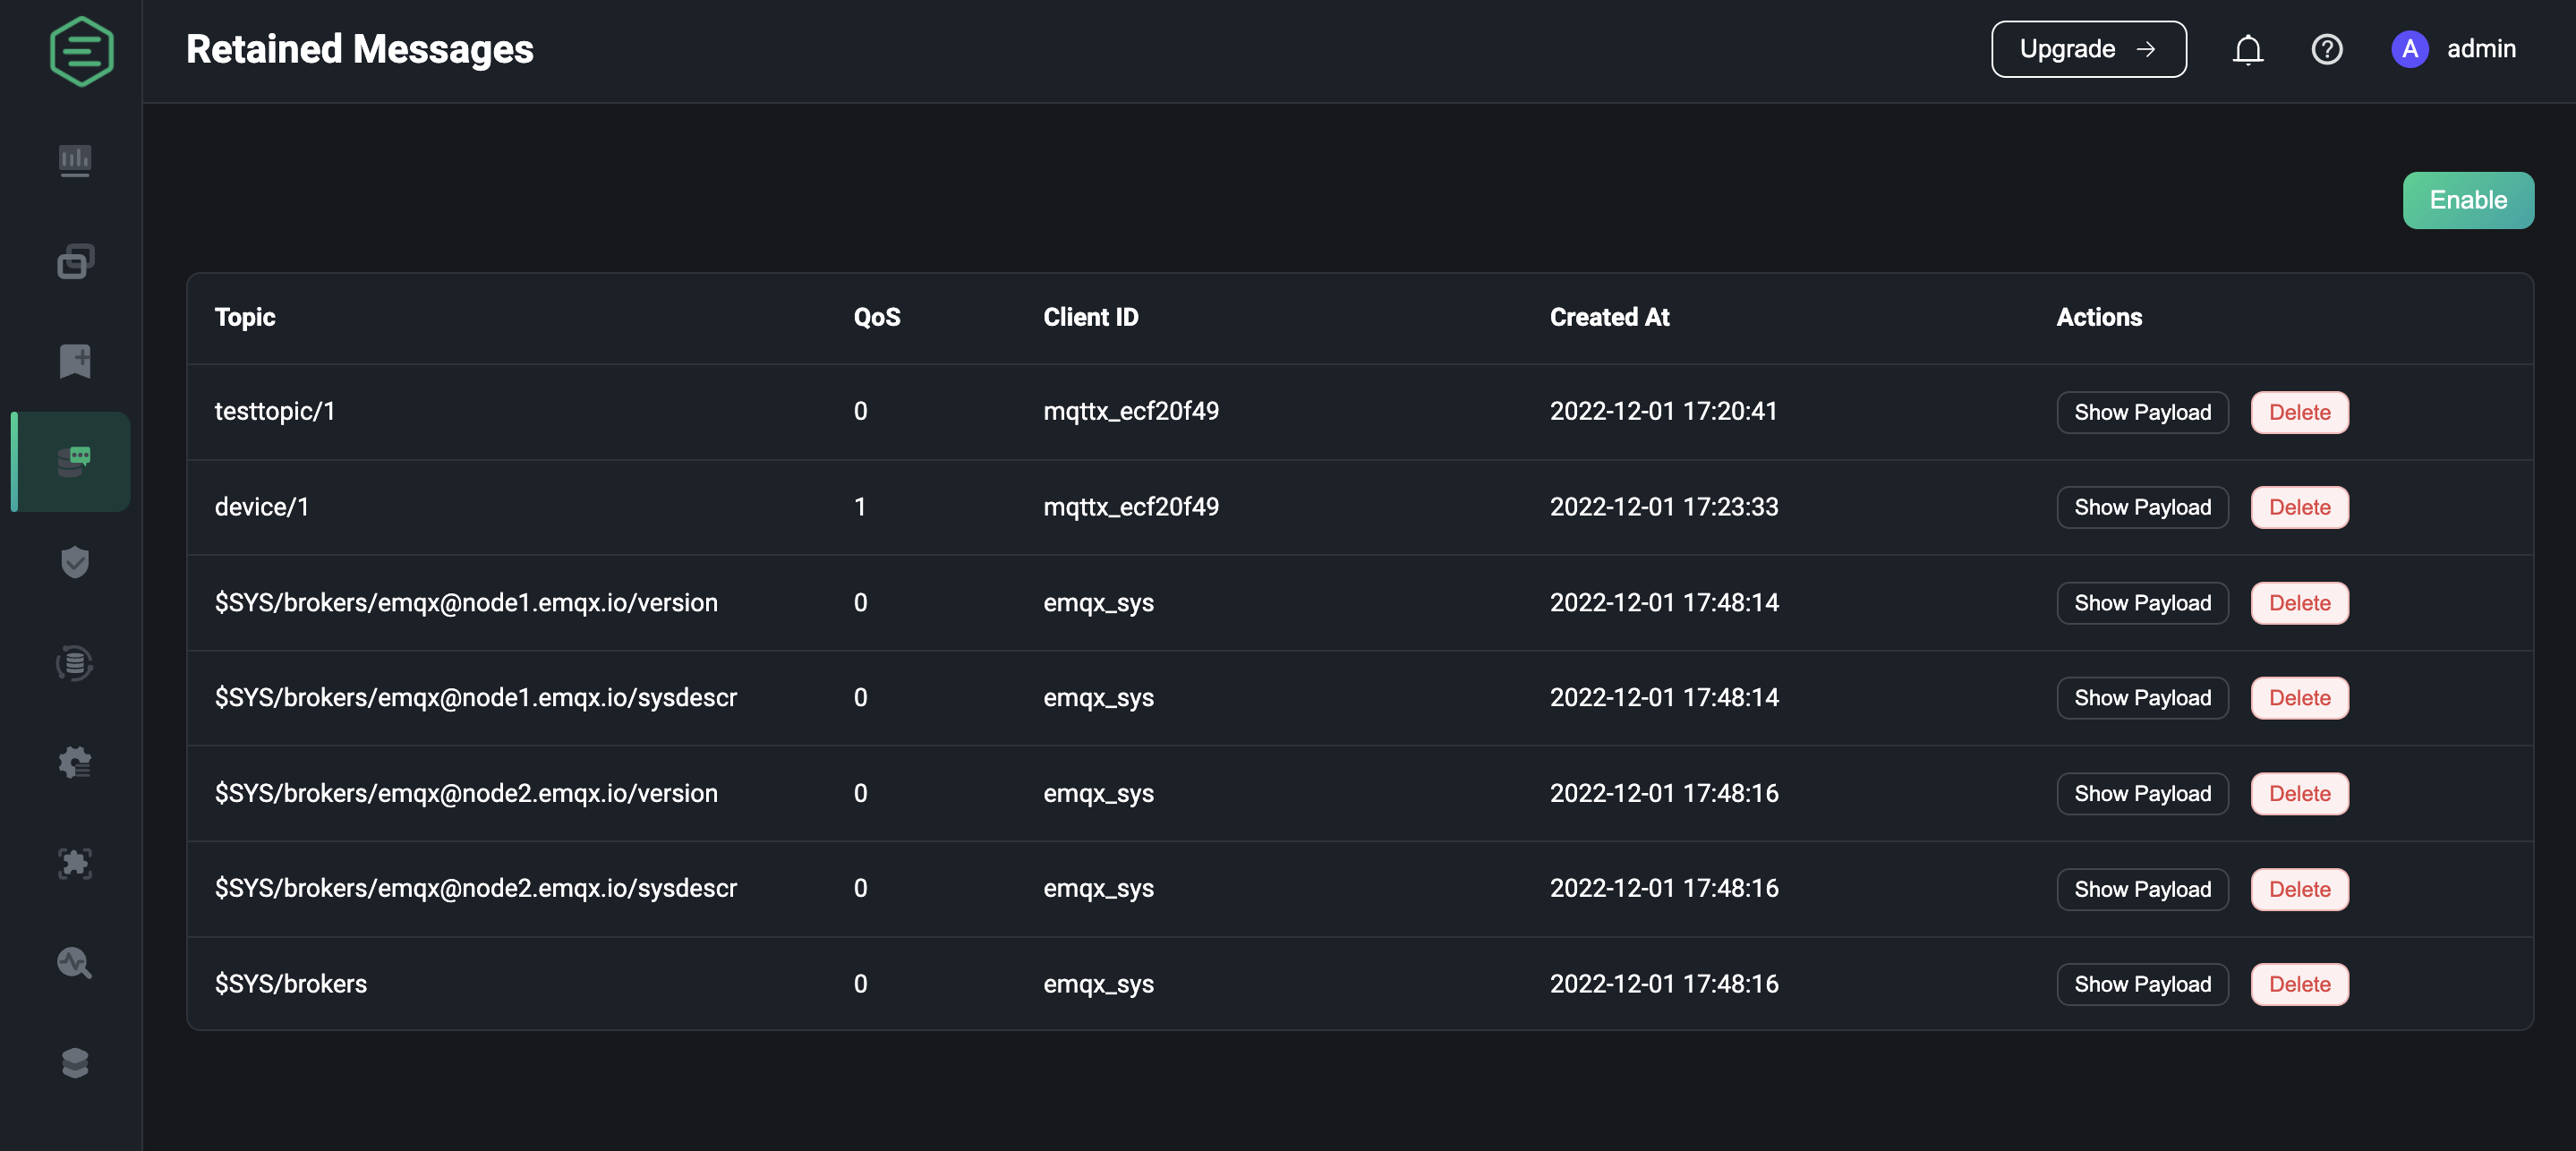 Retained Messages
Upgrade →
A admin
Enable
Topic QoS Client ID Created At Actions
testtopic/1 0 mqttx_ecf20f49 2022-12-01 17:20:41 Show Payload Delete
device/1 1 mqttx_ecf20f49 2022-12-01 17:23:33 Show Payload Delete
$SYS/brokers/emqx@node1.emqx.io/version 0 emqx_sys 2022-12-01 17:48:14 Show Payload Delete
$SYS/brokers/emqx@node1.emqx.io/sysdescr 0 emqx_sys 2022-12-01 17:48:14 Show Payload Delete
$SYS/brokers/emqx@node2.emqx.io/version 0 emqx_sys 2022-12-01 17:48:16 Show Payload Delete
$SYS/brokers/emqx@node2.emqx.io/sysdescr 0 emqx_sys 2022-12-01 17:48:16 Show Payload Delete
$SYS/brokers 0 emqx_sys 2022-12-01 17:48:16 Show Payload Delete